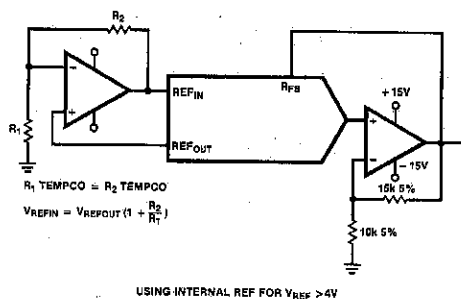 R2
REFIN
RFB
+ 15V
R1
REFOUT
− 15V
15k 5%
10k 5%
R1 TEMPCO = R2 TEMPCO
VREFIN = VREFOUT (1 + R2/R1)
USING INTERNAL REF FOR VREF >4V